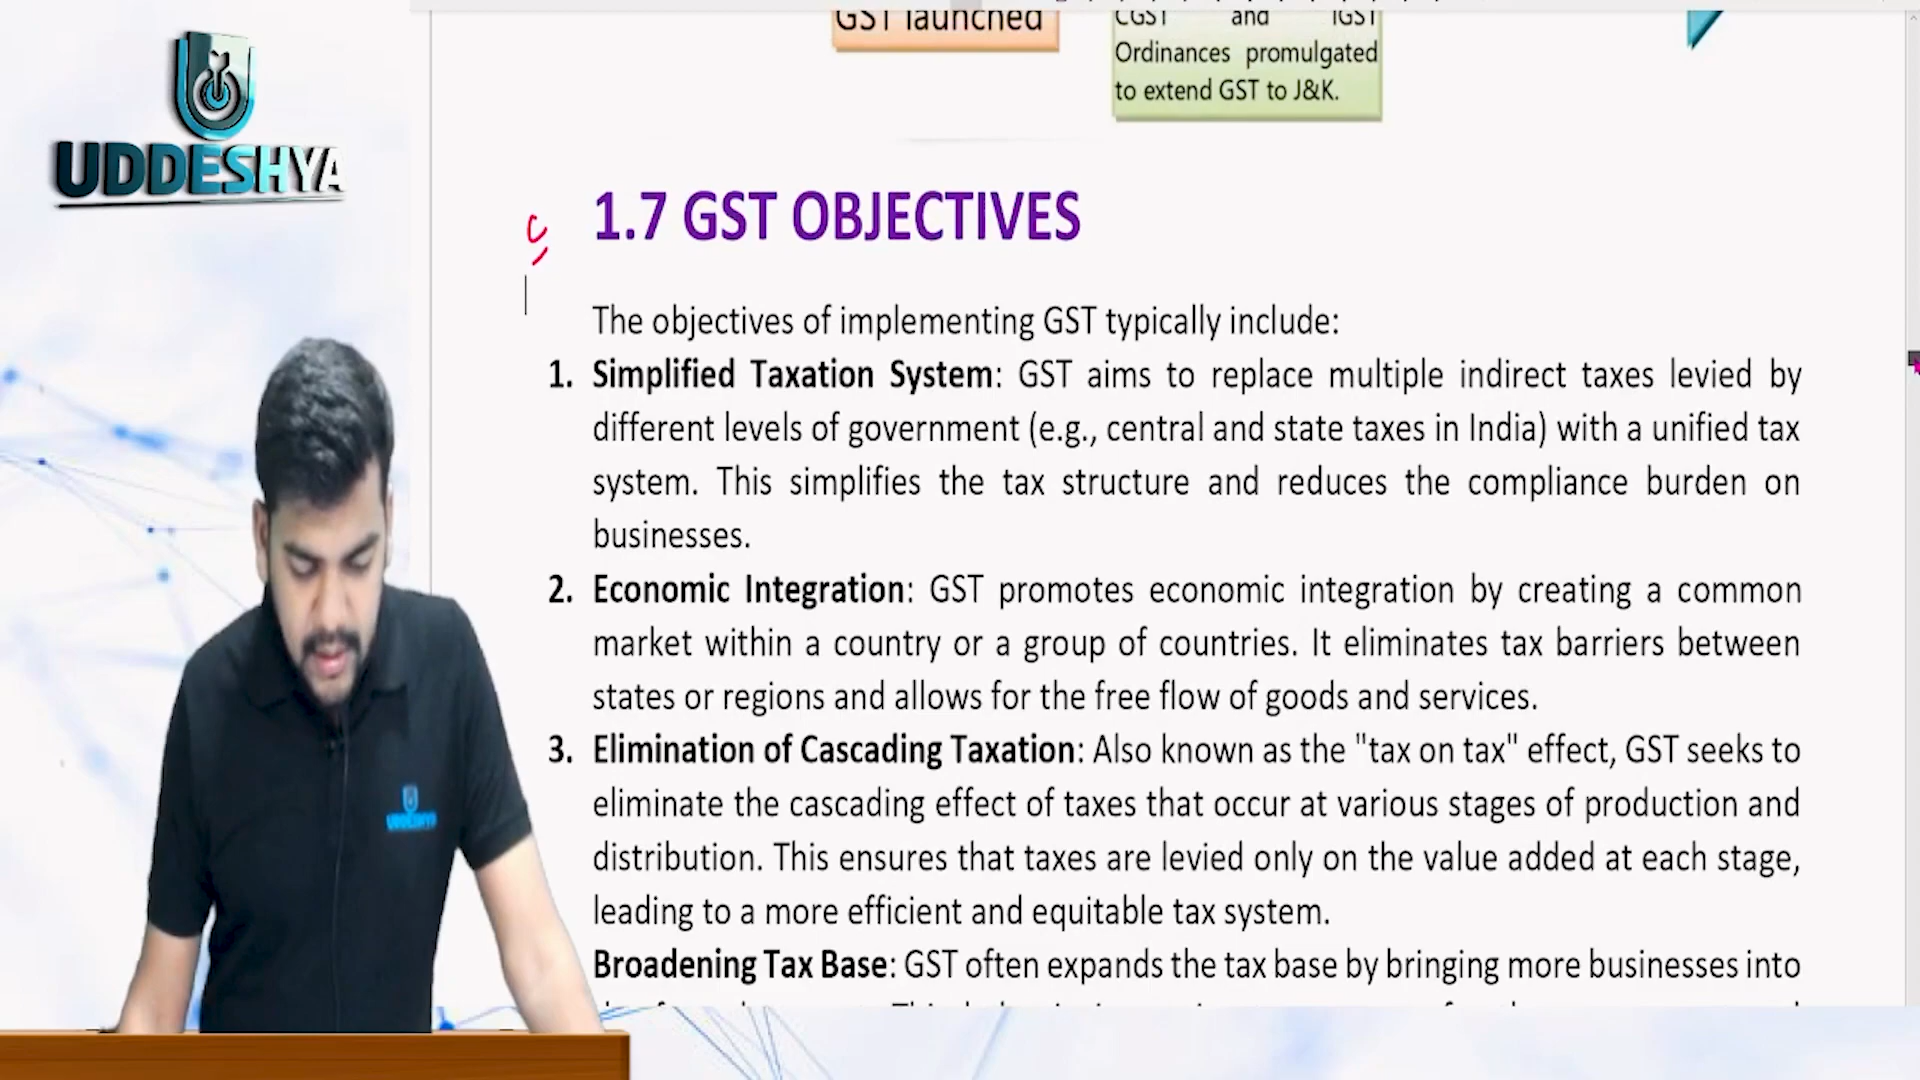 GST launched
CGST and IGST
Ordinances promulgated
to extend GST to J&K.
UDDESHYA
1.7 GST OBJECTIVES
The objectives of implementing GST typically include:
1. Simplified Taxation System: GST aims to replace multiple indirect taxes levied by
different levels of government (e.g., central and state taxes in India) with a unified tax
system. This simplifies the tax structure and reduces the compliance burden on
businesses.
2. Economic Integration: GST promotes economic integration by creating a common
market within a country or a group of countries. It eliminates tax barriers between
states or regions and allows for the free flow of goods and services.
3. Elimination of Cascading Taxation: Also known as the "tax on tax" effect, GST seeks to
eliminate the cascading effect of taxes that occur at various stages of production and
distribution. This ensures that taxes are levied only on the value added at each stage,
leading to a more efficient and equitable tax system.
Broadening Tax Base: GST often expands the tax base by bringing more businesses into
UDDESHYA